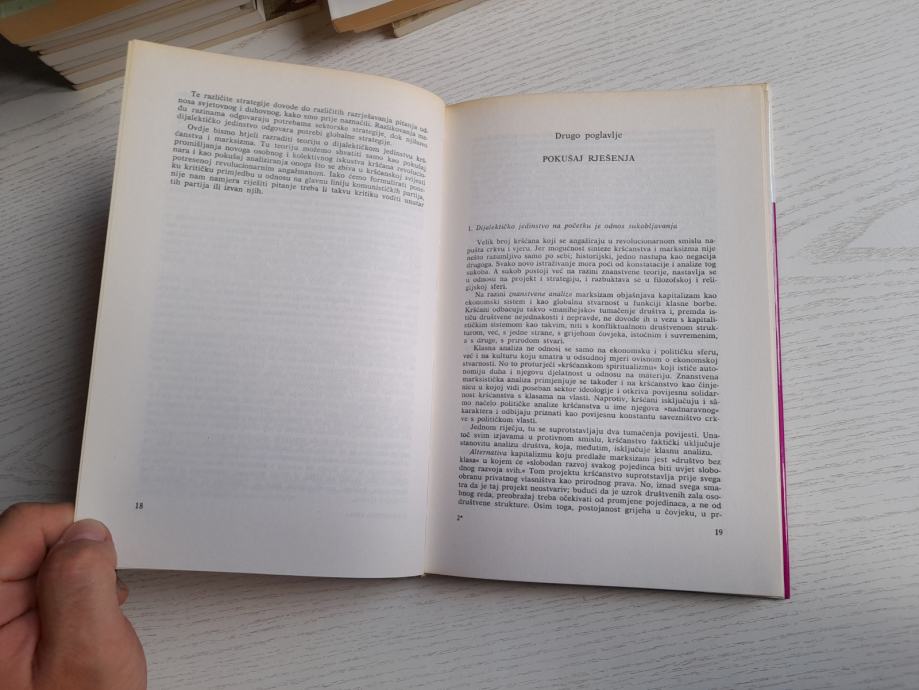 Te različite strategije dovode do različitih razrješavanja pitanja od-
nosa svjetovnog i duhovnog, kako smo prije naznačili. Razlikovanja me-
đu razinama odgovaraju potrebama sektorske strategije, dok njihovo
dijalektičko jedinstvo odgovara potrebi globalne strategije.
Ovdje bismo htjeli razraditi teoriju o dijalektičkom jedinstvu krš-
ćanstva i marksizma. Tu teoriju možemo shvatiti samo kao pokušaj
promišljanja novoga osobnog i kolektivnog iskustva kršćana revolucio-
nara i kao pokušaj analiziranja onoga što se zbiva u kršćanskoj svijesti
potresenoj revolucionarnim angažmanom. Iako ćemo formulirati pone-
ku kritičku primjedbu u odnosu na glavnu liniju komunističkih partija,
nije nam namjera riješiti pitanje treba li takvu kritiku voditi unutar
tih partija ili izvan njih.
18
Drugo poglavlje
POKUŠAJ RJEŠENJA
1. Dijalektičko jedinstvo na početku je odnos sukobljavanja
Velik broj kršćana koji se angažiraju u revolucionarnom smislu na-
pušta crkvu i vjeru. Jer mogućnost sinteze kršćanstva i marksizma nije
nešto razumljivo samo po sebi; historijski, jedno nastupa kao negacija
drugoga. Svako novo istraživanje mora poći od konstatacije i analize tog
sukoba. A sukob postoji već na razini znanstvene teorije, nastavlja se
u odnosu na projekt i strategiju, i razbuktava se u filozofskoj i reli-
gijskoj sferi.
Na razini znanstvene analize marksizam objašnjava kapitalizam kao
ekonomski sistem i kao globalnu stvarnost u funkciji klasne borbe.
Kršćani odbacuju takvo »manihejsko« tumačenje društva i, premda is-
tiču društvene nejednakosti i nepravde, ne dovode ih u vezu s kapitali-
stičkim sistemom kao takvim, niti s konfliktualnom društvenom struk-
turom, već, s jedne strane, s grijehom čovjeka, istočnim i suvremenim,
a s druge, s prirodom stvari.
Klasna analiza ne odnosi se samo na ekonomsku i političku sferu,
već i na kulturu koju smatra u odsudnoj mjeri ovisnom o ekonomskoj
stvarnosti. No to proturječi »kršćanskom spiritualizmu« koji ističe auto-
nomiju duha i njegovu djelatnost u odnosu na materiju. Znanstvena
marksistička analiza primjenjuje se također i na kršćanstvo kao činje-
nicu u kojoj vidi poseban sektor ideologije i otkriva povijesnu solidar-
nost kršćanstva s klasama na vlasti. Naprotiv, kršćani isključuju i sâ-
mo načelo političke analize kršćanstva u ime njegova »nadnaravnog«
karaktera i odbijaju priznati kao povijesnu konstantu savezništvo crk-
ve s političkom vlasti.
Jednom riječju, tu se suprotstavljaju dva tumačenja povijesti. Una-
toč svim izjavama u protivnom smislu, kršćanstvo faktički uključuje
stanovitu analizu društva, koja, međutim, isključuje klasnu analizu.
Alternativa kapitalizmu koju predlaže marksizam jest »društvo bez
klasa« u kojem će »slobodan razvoj svakog pojedinca biti uvjet slobo-
dnog razvoja svih.« Tom projektu kršćanstvo suprotstavlja prije svega
obranu privatnog vlasništva kao prirodnog prava. No, iznad svega sma-
tra da je taj projekt neostvariv; budući da je uzrok društvenih zala oso-
bnog reda, preobražaj treba očekivati od promjene pojedinaca, a ne od
društvene strukture. Osim toga, postojanost grijeha u čovjeku, u pr-
2*
19